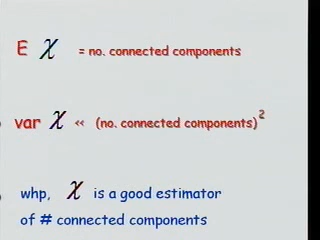 E χ = no. connected components
var χ << (no. connected components)²
whp, χ is a good estimator
of # connected components